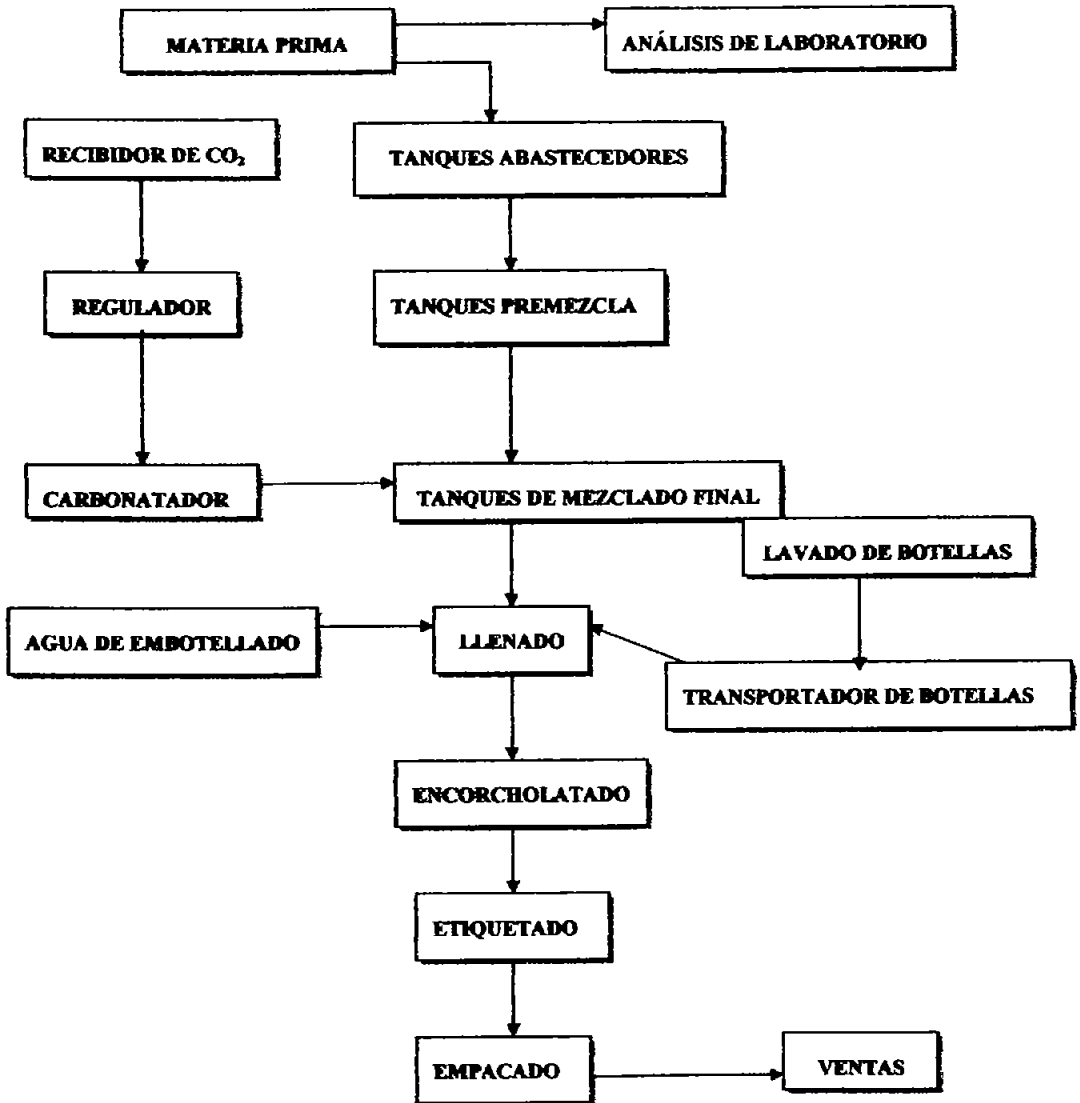 MATERIA PRIMA
ANÁLISIS DE LABORATORIO
RECIBIDOR DE CO₂
TANQUES ABASTECEDORES
REGULADOR
TANQUES PREMEZCLA
CARBONATADOR
TANQUES DE MEZCLADO FINAL
LAVADO DE BOTELLAS
AGUA DE EMBOTELLADO
LLENADO
TRANSPORTADOR DE BOTELLAS
ENCORCHOLATADO
ETIQUETADO
EMPACADO
VENTAS